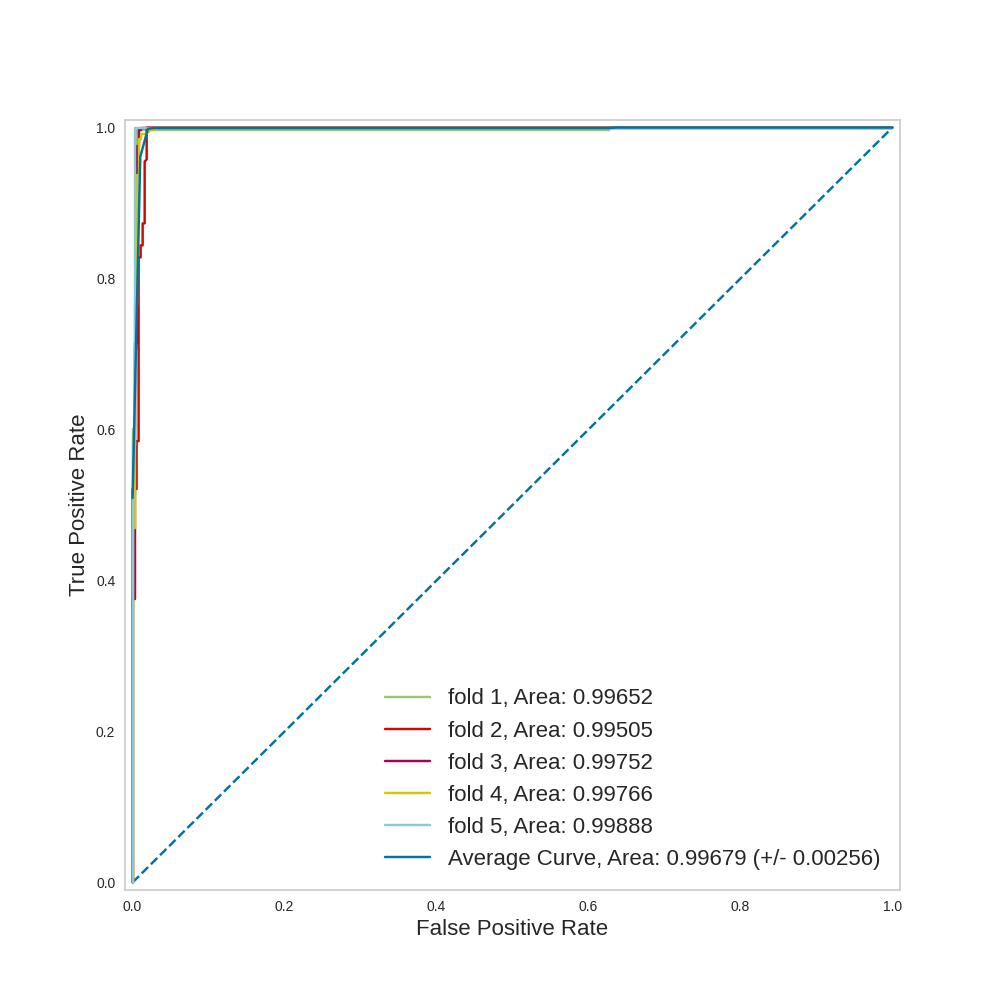 1.0
0.8
0.6
0.4
0.2
0.0
True Positive Rate
fold 1, Area: 0.99652
fold 2, Area: 0.99505
fold 3, Area: 0.99752
fold 4, Area: 0.99766
fold 5, Area: 0.99888
Average Curve, Area: 0.99679 (+/- 0.00256)
0.0 0.2 0.4 0.6 0.8 1.0
False Positive Rate